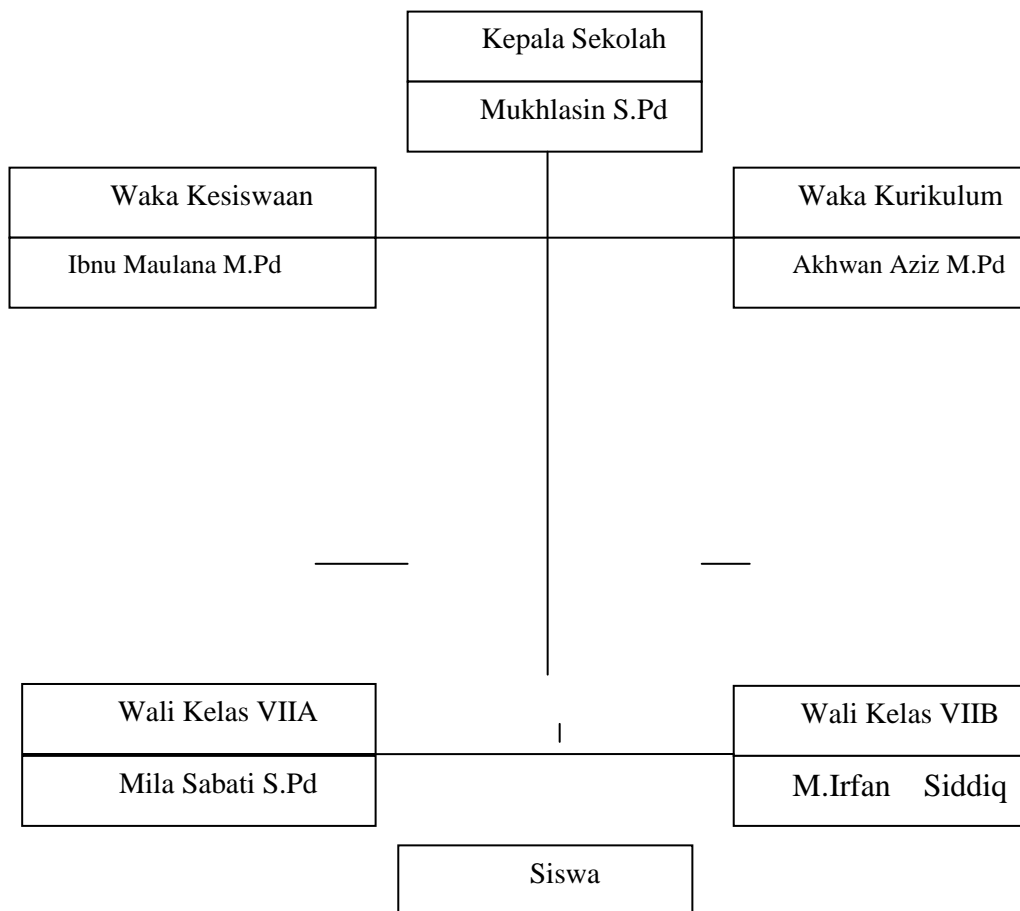 Kepala Sekolah
Mukhlasin S.Pd
Waka Kesiswaan
Ibnu Maulana M.Pd
Waka Kurikulum
Akhwan Aziz M.Pd
Wali Kelas VIIA
Mila Sabati S.Pd
Wali Kelas VIIB
M.Irfan Siddiq
Siswa